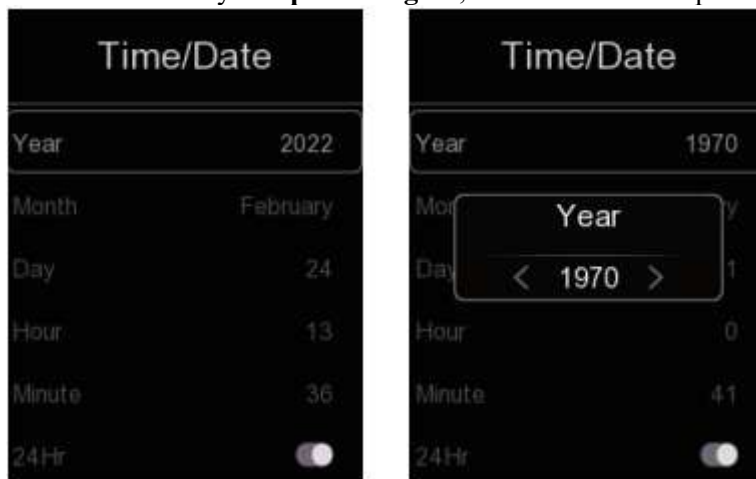 Time/Date
Year 2022
Month February
Day 24
Hour 13
Minute 36
24Hr
Time/Date
Year 1970
Year
Day < 1970 > 1
Hour 0
Minute 41
24Hr